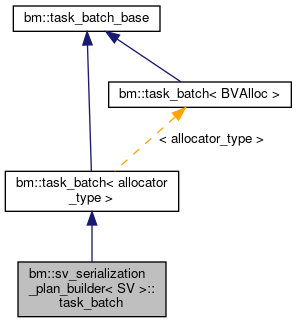 bm::task_batch_base
bm::task_batch< BVAlloc >
< allocator_type >
bm::task_batch< allocator
_type >
bm::sv_serialization
_plan_builder< SV >::
task_batch